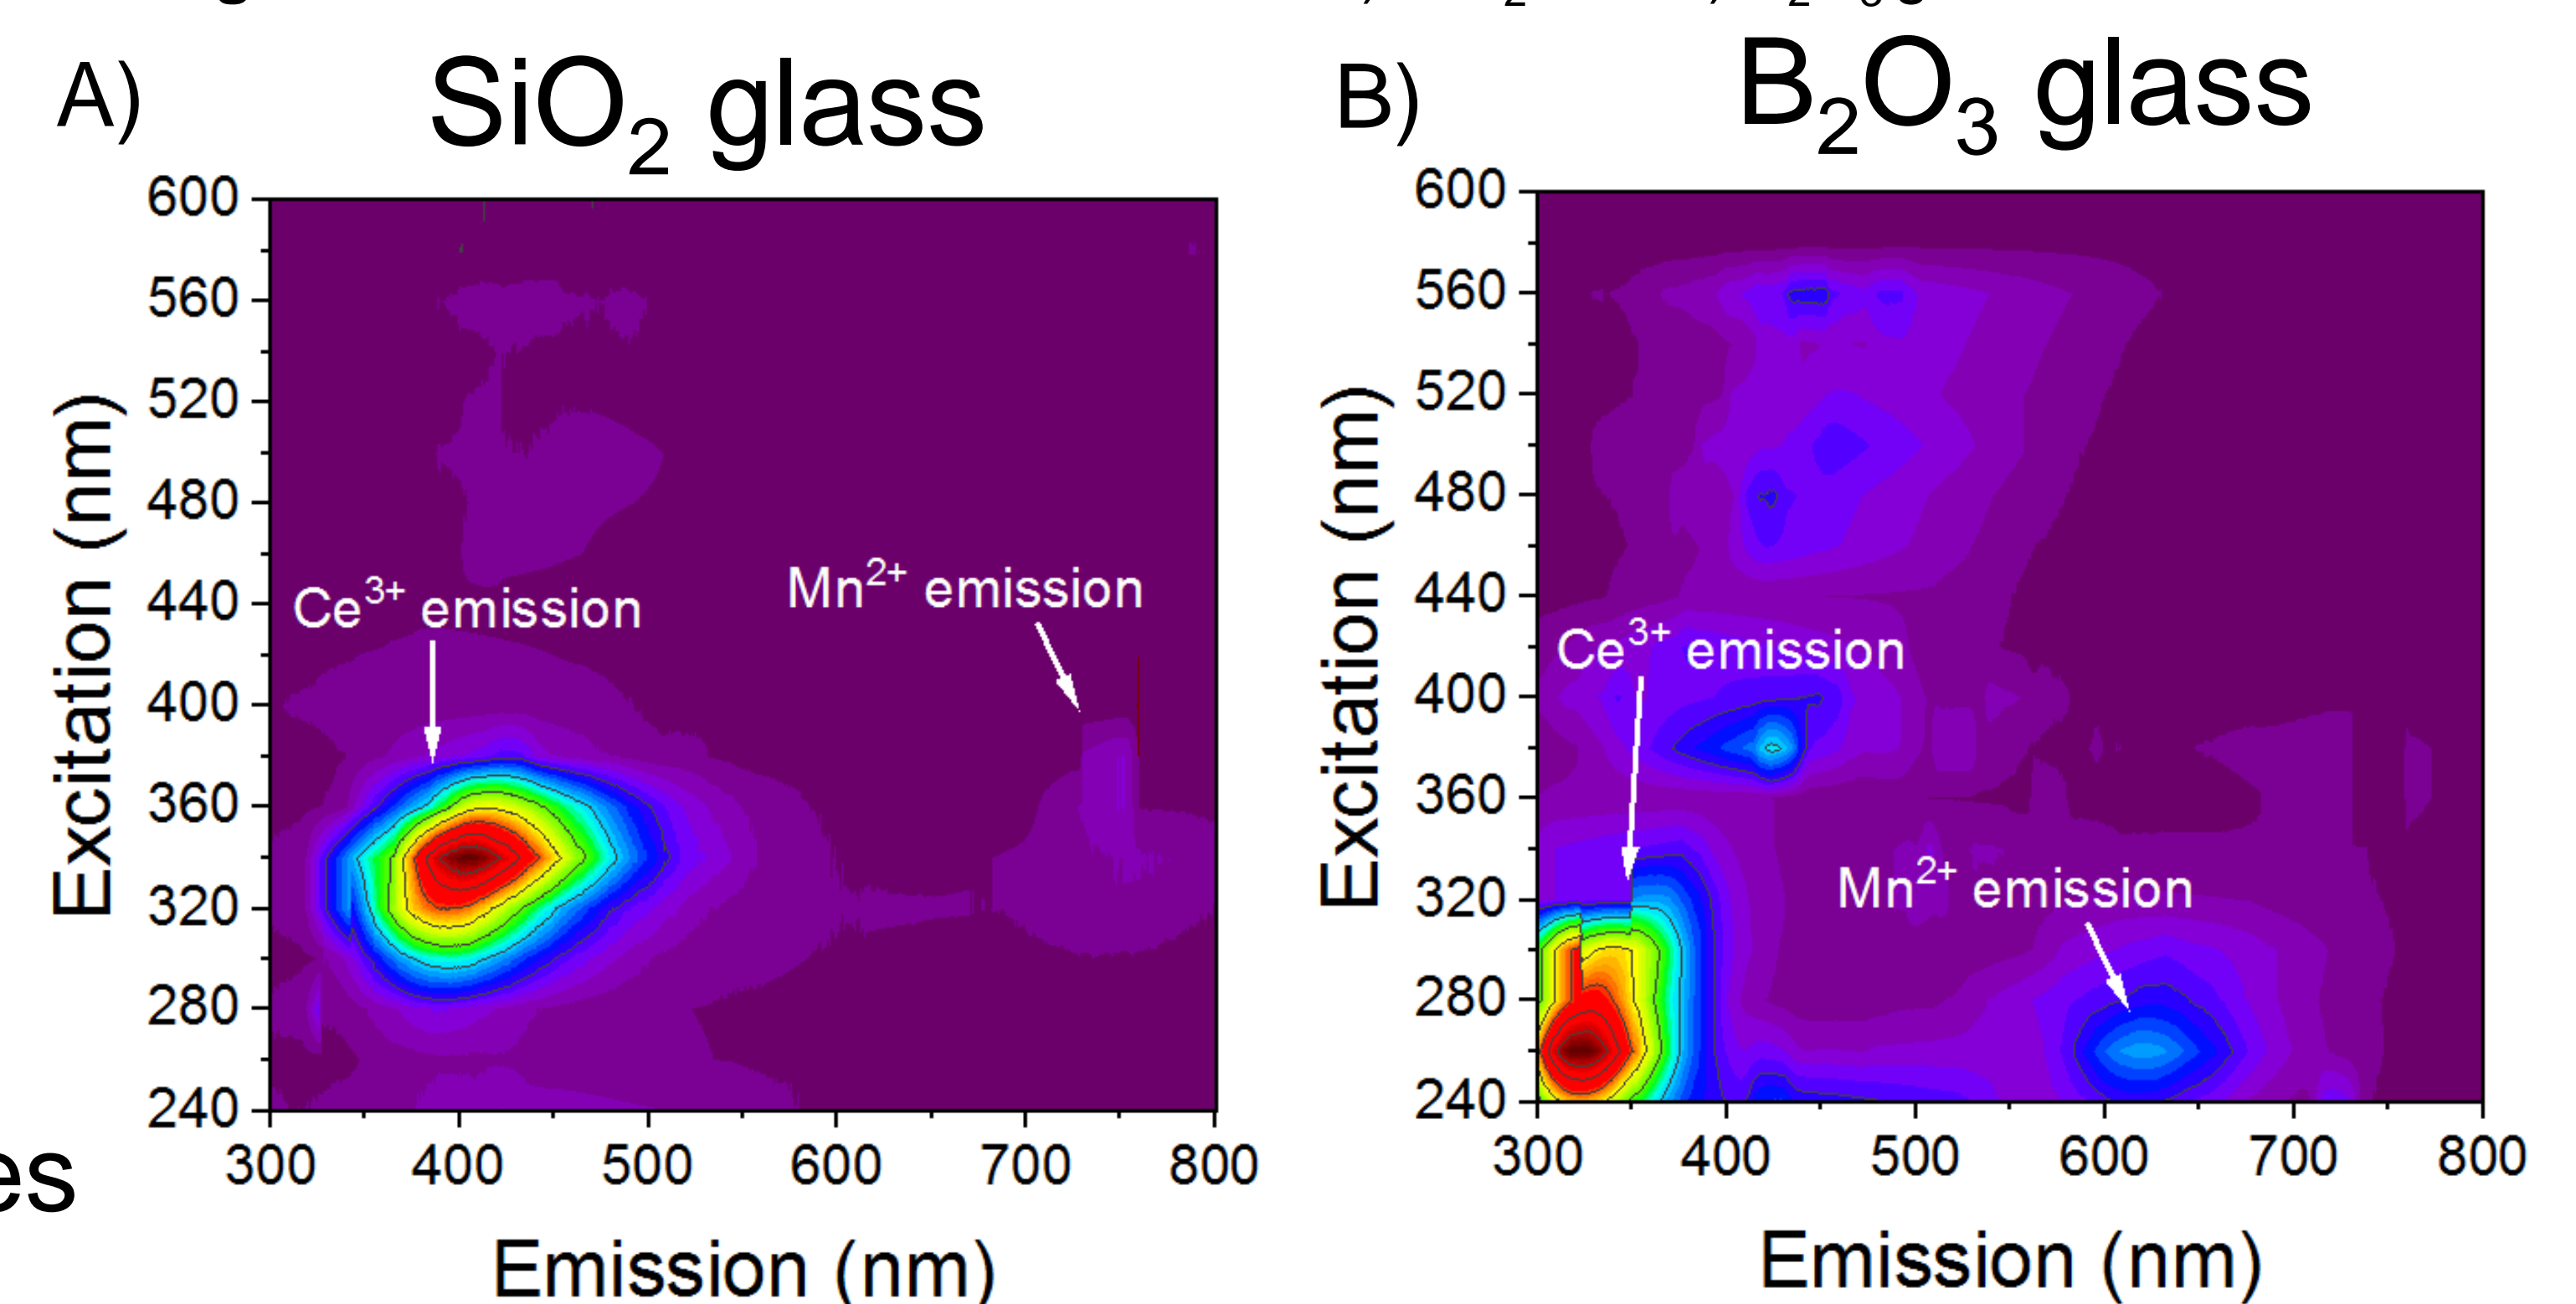 A) SiO₂ glass
600
560
520
480
440
400
360
320
280
240
Excitation (nm)
Ce³⁺ emission
Mn²⁺ emission
300 400 500 600 700 800
Emission (nm)
B) B₂O₃ glass
600
560
520
480
440
400
360
320
280
240
Excitation (nm)
Ce³⁺ emission
Mn²⁺ emission
300 400 500 600 700 800
Emission (nm)
es